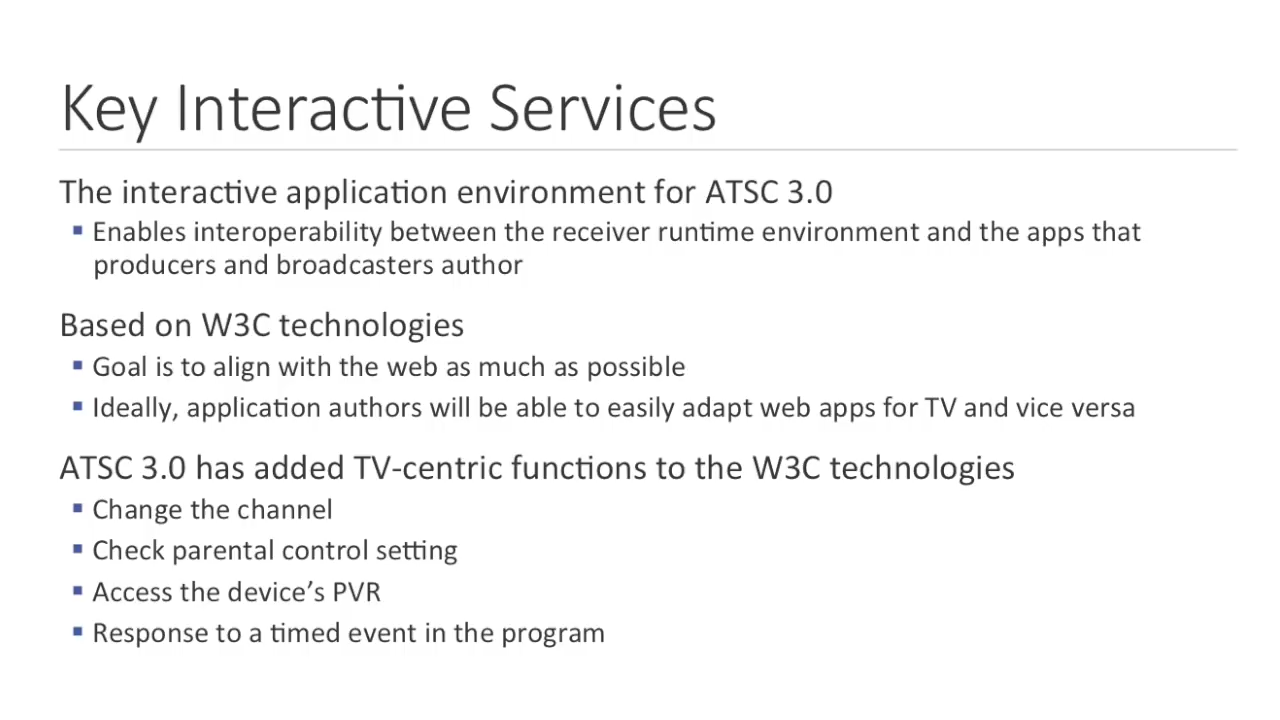 Key Interactive Services
The interactive application environment for ATSC 3.0
▪ Enables interoperability between the receiver runtime environment and the apps that
producers and broadcasters author
Based on W3C technologies
▪ Goal is to align with the web as much as possible
▪ Ideally, application authors will be able to easily adapt web apps for TV and vice versa
ATSC 3.0 has added TV-centric functions to the W3C technologies
▪ Change the channel
▪ Check parental control setting
▪ Access the device’s PVR
▪ Response to a timed event in the program